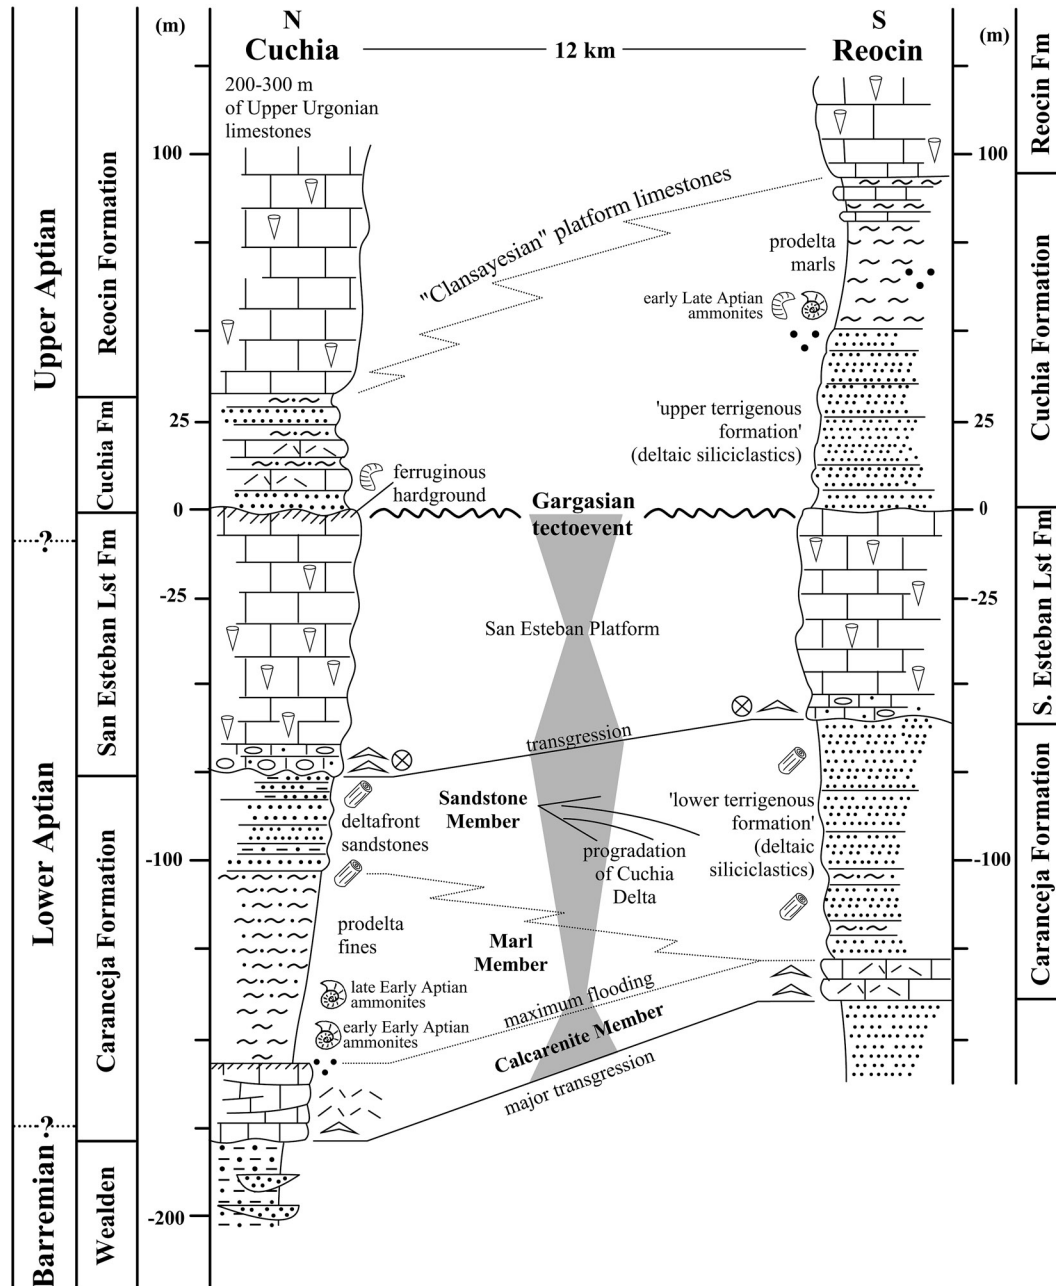 (m)
N
Cuchia
12 km
S
Reocin
(m)
200-300 m
of Upper Urgonian
limestones
100
100
Reocin Fm
Upper Aptian
Reocin Formation
"Clansayesian" platform limestones
prodelta
marls
early Late Aptian
ammonites
Cuchia Formation
Cuchia Fm
25
25
'upper terrigenous
formation'
(deltaic siliciclastics)
ferruginous
hardground
0
0
Gargasian
tectoevent
?
San Esteban Lst Fm
-25
-25
San Esteban Platform
S. Esteban Lst Fm
transgression
Lower Aptian
Caranceja Formation
deltafront
sandstones
Sandstone
Member
'lower terrigenous
formation'
(deltaic
siliciclastics)
progradation
of Cuchia
Delta
-100
-100
Caranceja Formation
prodelta
fines
Marl
Member
late Early Aptian
ammonites
early Early Aptian
ammonites
maximum flooding
Calcarenite Member
major transgression
?
Barremian
Wealden
-200